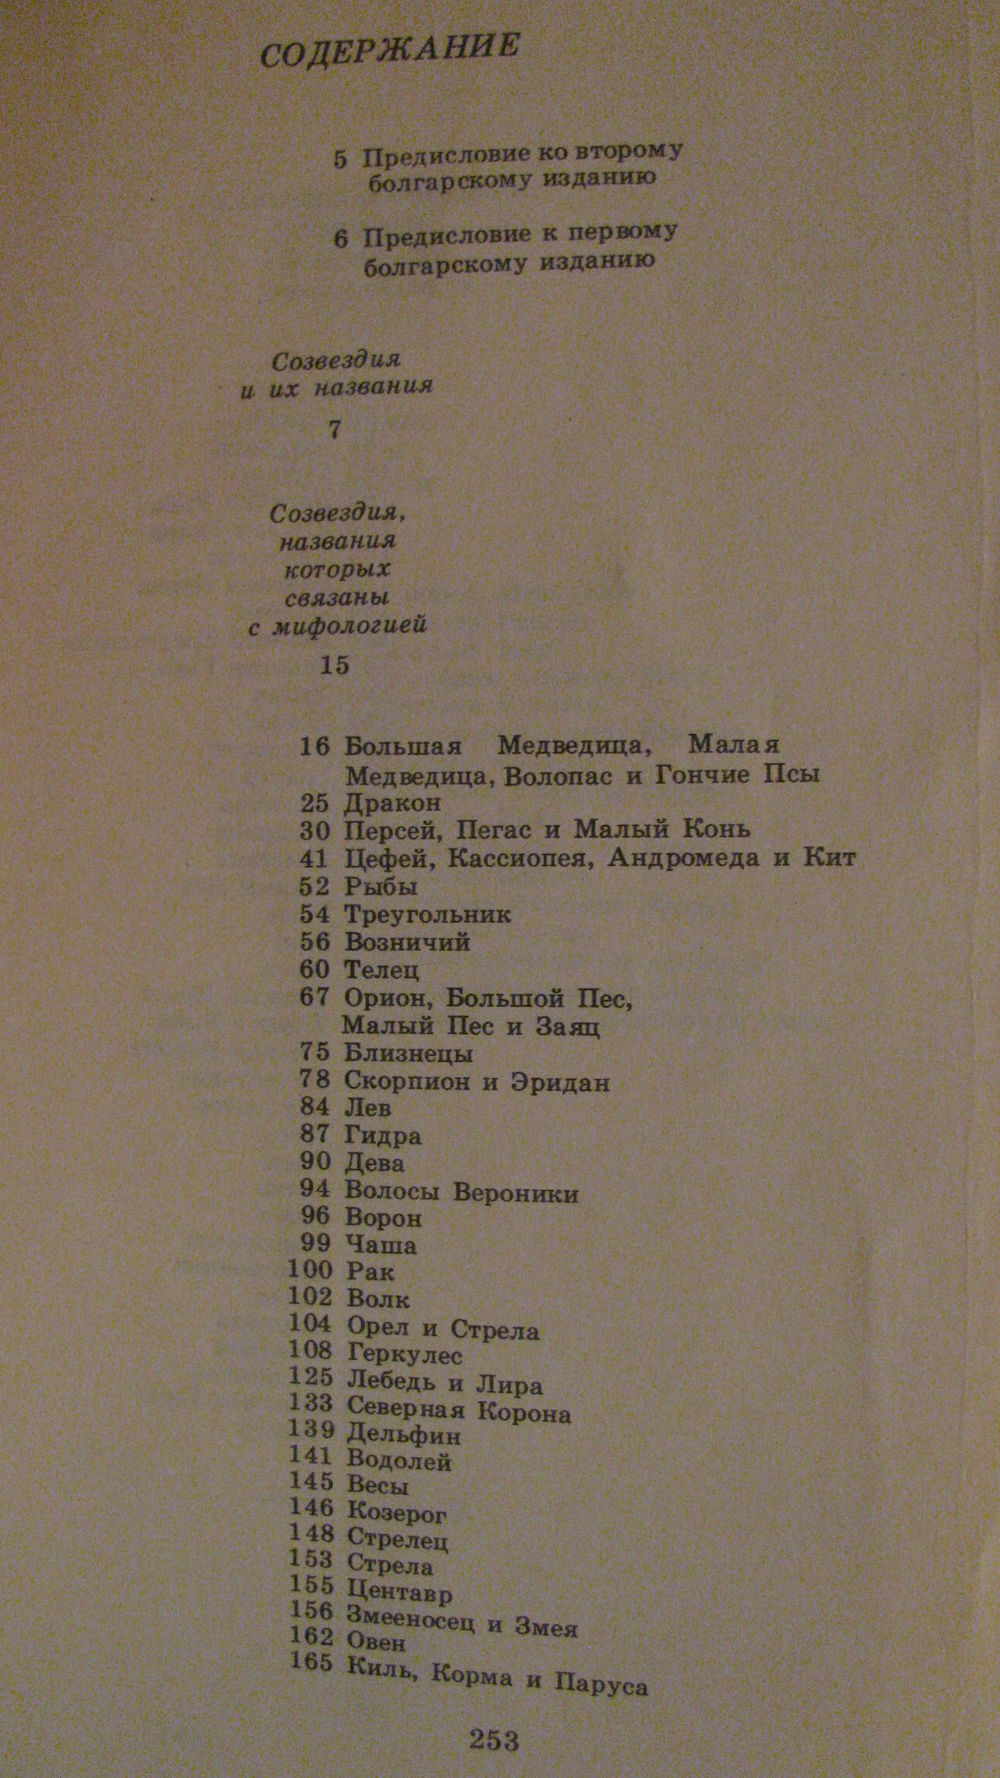 СОДЕРЖАНИЕ
5 Предисловие ко второму
болгарскому изданию
6 Предисловие к первому
болгарскому изданию
Созвездия
и их названия
7
Созвездия,
названия
которых
связаны
с мифологией
15
16 Большая Медведица, Малая
Медведица, Волопас и Гончие Псы
25 Дракон
30 Персей, Пегас и Малый Конь
41 Цефей, Кассиопея, Андромеда и Кит
52 Рыбы
54 Треугольник
56 Возничий
60 Телец
67 Орион, Большой Пес,
Малый Пес и Заяц
75 Близнецы
78 Скорпион и Эридан
84 Лев
87 Гидра
90 Дева
94 Волосы Вероники
96 Ворон
99 Чаша
100 Рак
102 Волк
104 Орел и Стрела
108 Геркулес
125 Лебедь и Лира
133 Северная Корона
139 Дельфин
141 Водолей
145 Весы
146 Козерог
148 Стрелец
153 Стрела
155 Центавр
156 Змееносец и Змея
162 Овен
165 Киль, Корма и Паруса
253